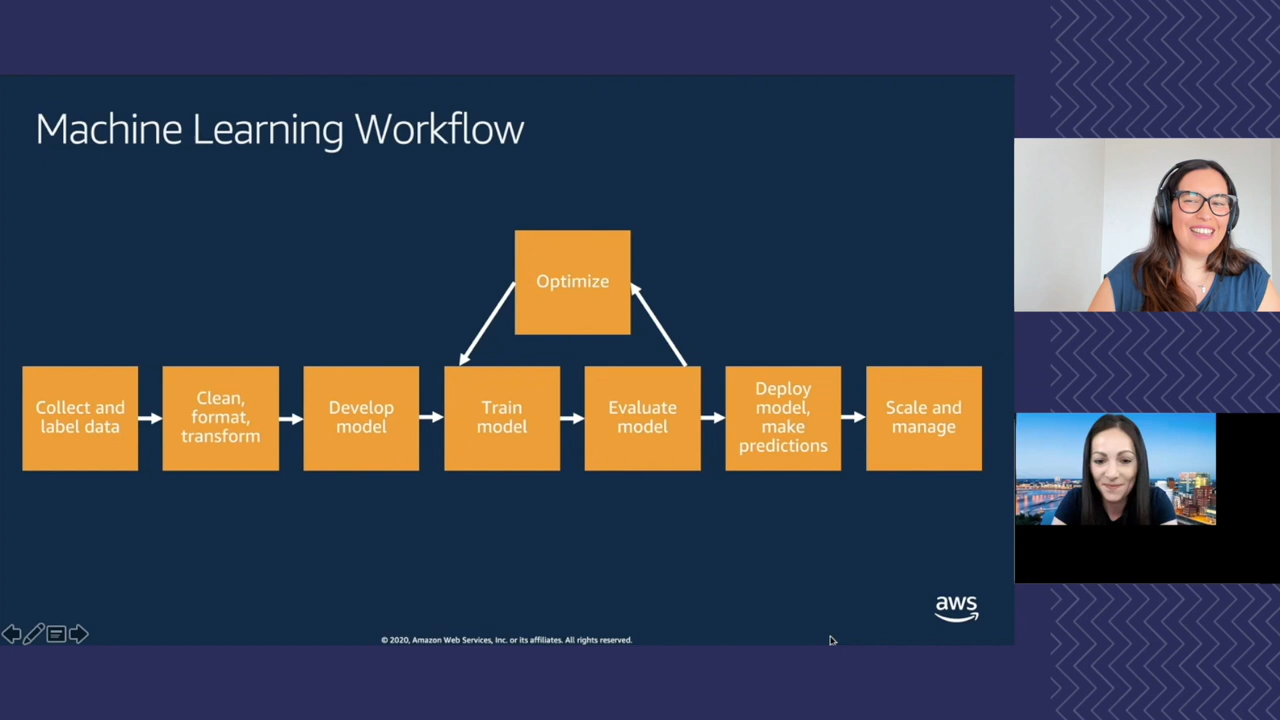 Machine Learning Workflow
Optimize
Collect and
label data
Clean,
format,
transform
Develop
model
Train
model
Evaluate
model
Deploy
model,
make
predictions
Scale and
manage
aws
© 2020, Amazon Web Services, Inc. or its affiliates. All rights reserved.